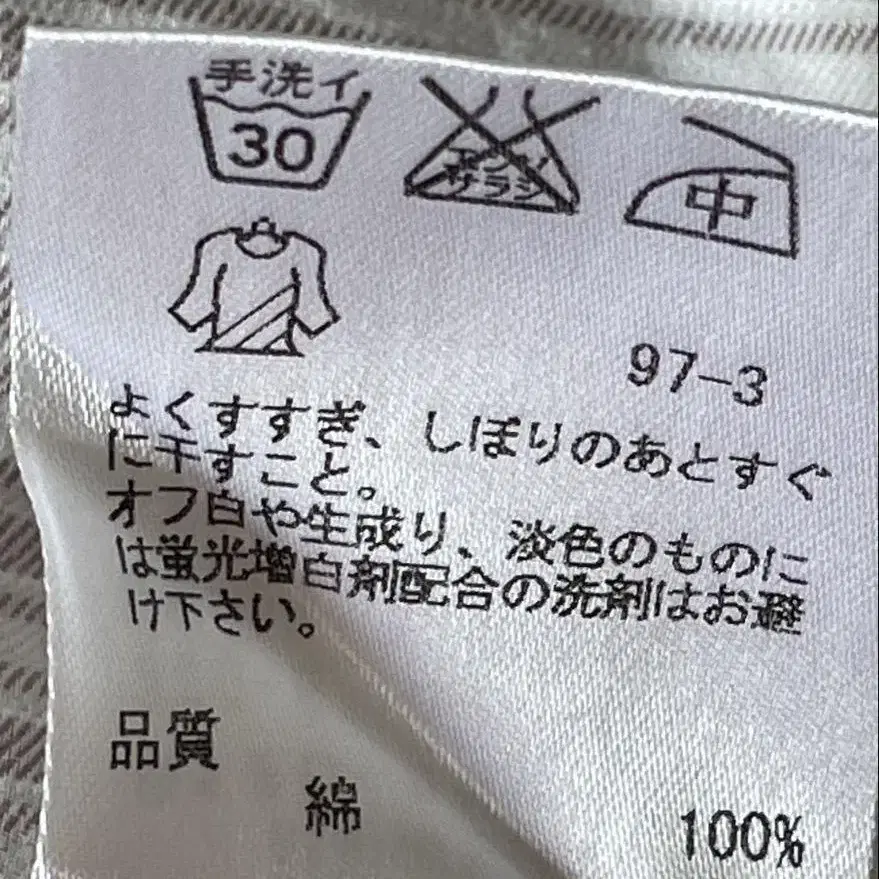 手洗イ
30
エンソ
サラシ
中
97-3
よくすすぎ、しぼりのあとすぐ
に干すこと。
オフ白や生成り、淡色のものに
は蛍光増白剤配合の洗剤はお避
け下さい。
品質
綿 100%